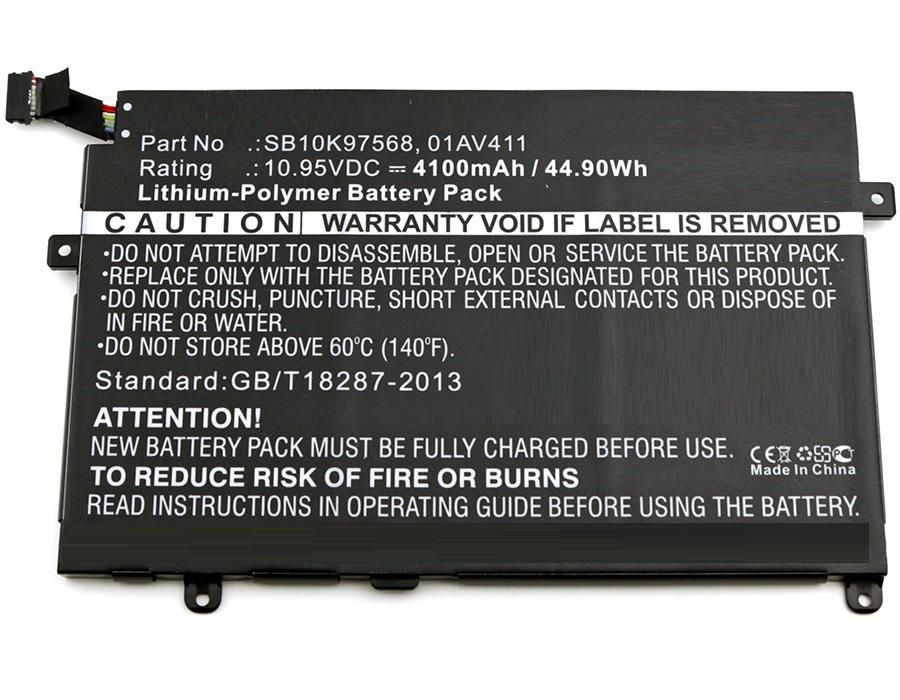 Part No .:SB10K97568, 01AV411
Rating .:10.95VDC ⎓ 4100mAh / 44.90Wh
Lithium-Polymer Battery Pack
CAUTION WARRANTY VOID IF LABEL IS REMOVED
·DO NOT ATTEMPT TO DISASSEMBLE, OPEN OR SERVICE THE BATTERY PACK.
·REPLACE ONLY WITH THE BATTERY PACK DESIGNATED FOR THIS PRODUCT.
·DO NOT CRUSH, PUNCTURE, SHORT EXTERNAL CONTACTS OR DISPOSE OF
IN FIRE OR WATER.
·DO NOT STORE ABOVE 60°C (140°F).
Standard:GB/T18287-2013
ATTENTION!
NEW BATTERY PACK MUST BE FULLY CHARGED BEFORE USE.
CE
Made In China
TO REDUCE RISK OF FIRE OR BURNS
READ INSTRUCTIONS IN OPERATING GUIDE BEFORE USING THE BATTERY.